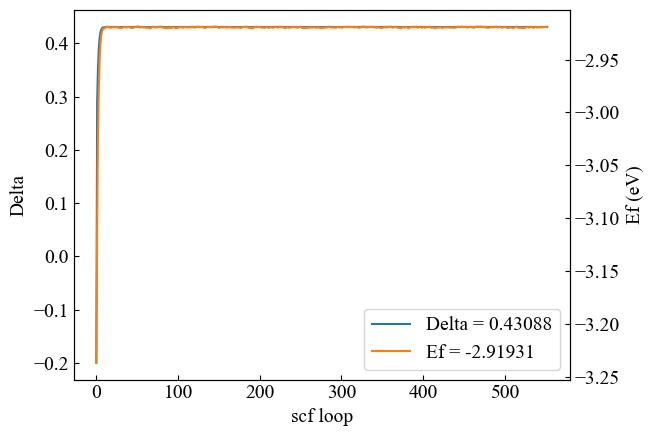 0.4
0.3
0.2
0.1
0.0
−0.1
−0.2
Delta
−2.95
−3.00
−3.05
−3.10
−3.15
−3.20
−3.25
Ef (eV)
Delta = 0.43088
Ef = -2.91931
0 100 200 300 400 500
scf loop